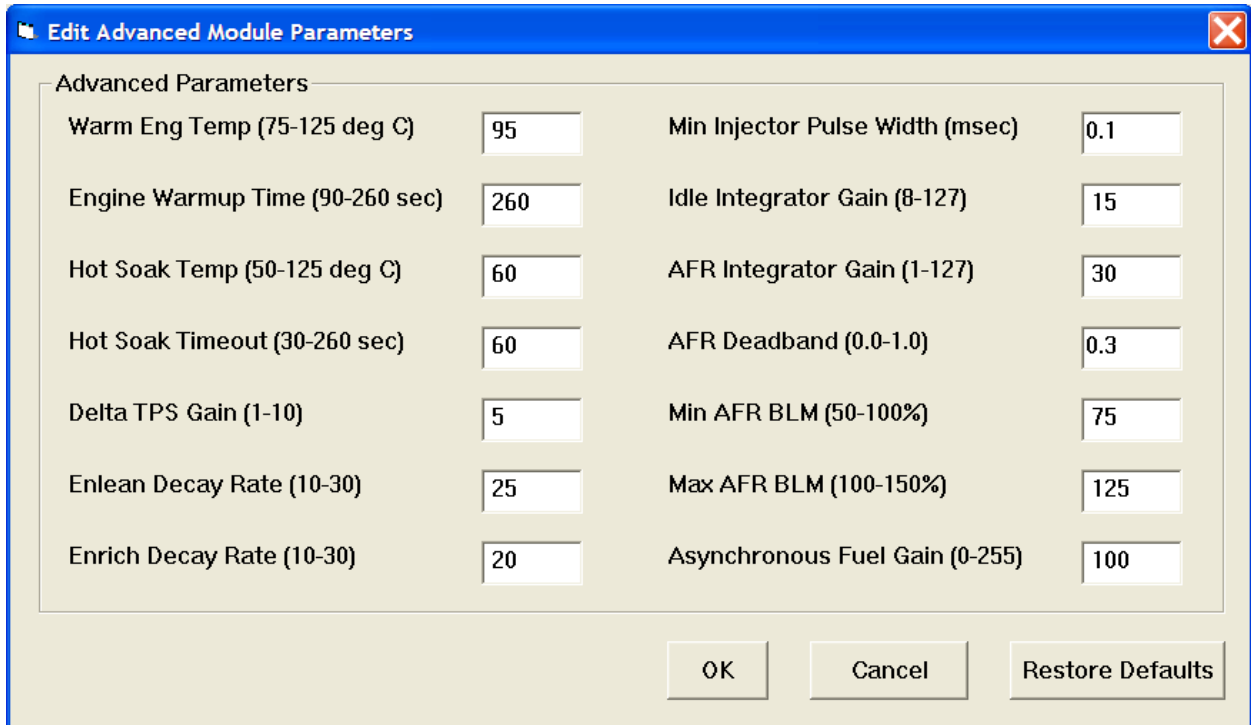 Edit Advanced Module Parameters
Advanced Parameters
Warm Eng Temp (75-125 deg C) 95
Engine Warmup Time (90-260 sec) 260
Hot Soak Temp (50-125 deg C) 60
Hot Soak Timeout (30-260 sec) 60
Delta TPS Gain (1-10) 5
Enlean Decay Rate (10-30) 25
Enrich Decay Rate (10-30) 20
Min Injector Pulse Width (msec) 0.1
Idle Integrator Gain (8-127) 15
AFR Integrator Gain (1-127) 30
AFR Deadband (0.0-1.0) 0.3
Min AFR BLM (50-100%) 75
Max AFR BLM (100-150%) 125
Asynchronous Fuel Gain (0-255) 100
OK Cancel Restore Defaults